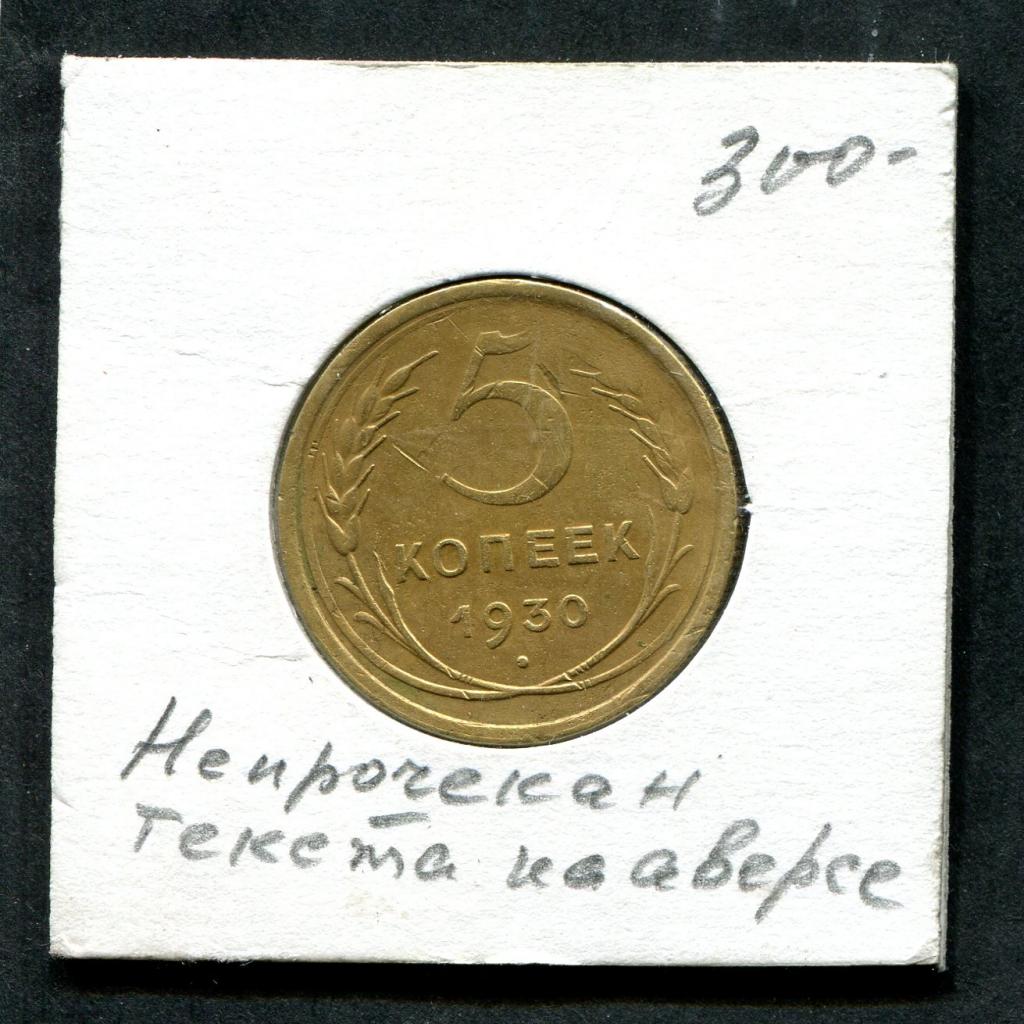 300-
5
КОПЕЕК
1930
Непрочекан
текста на аверсе